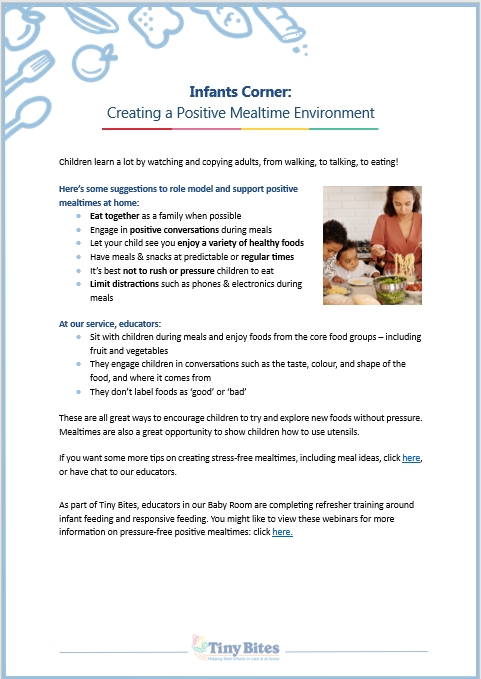 Infants Corner:
Creating a Positive Mealtime Environment
Children learn a lot by watching and copying adults, from walking, to talking, to eating!
Here's some suggestions to role model and support positive
mealtimes at home:
Eat together as a family when possible
Engage in positive conversations during meals
Let your child see you enjoy a variety of healthy foods
Have meals & snacks at predictable or regular times
It's best not to rush or pressure children to eat
Limit distractions such as phones & electronics during
meals
At our service, educators:
Sit with children during meals and enjoy foods from the core food groups – including
fruit and vegetables
They engage children in conversations such as the taste, colour, and shape of the
food, and where it comes from
They don't label foods as 'good' or 'bad'
These are all great ways to encourage children to try and explore new foods without pressure.
Mealtimes are also a great opportunity to show children how to use utensils.
If you want some more tips on creating stress-free mealtimes, including meal ideas, click here,
or have chat to our educators.
As part of Tiny Bites, educators in our Baby Room are completing refresher training around
infant feeding and responsive feeding. You might like to view these webinars for more
information on pressure-free positive mealtimes: click here.
Tiny Bites